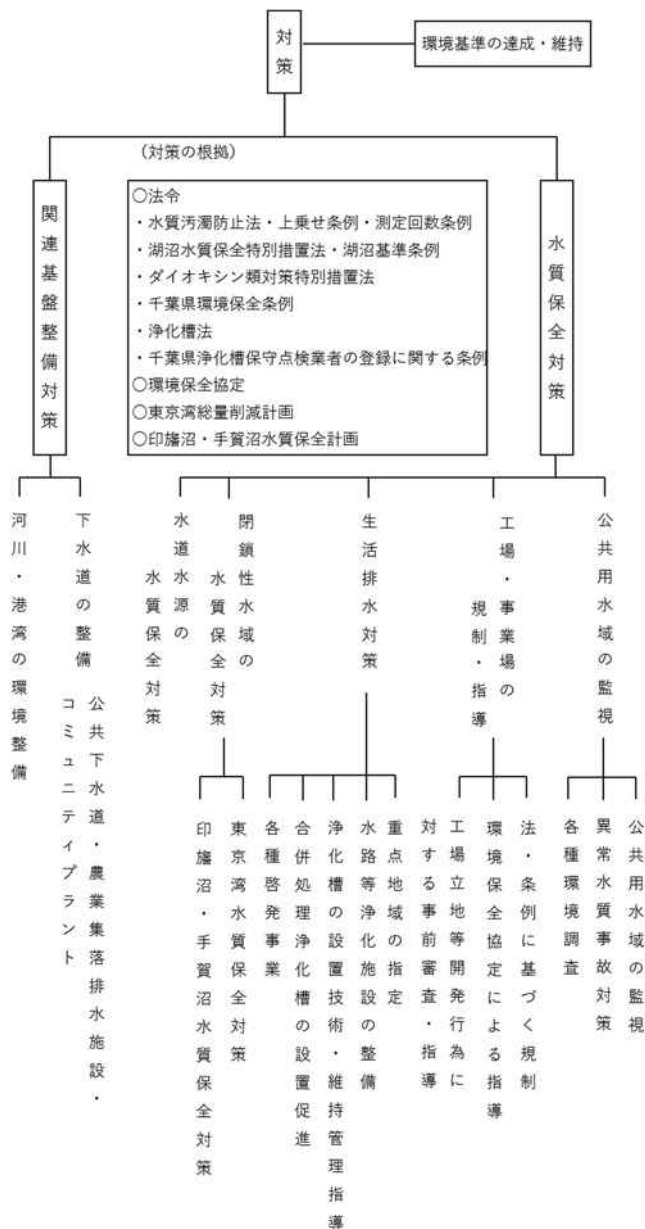 対策
環境基準の達成・維持
(対策の根拠)
関連基盤整備対策
○法令
・水質汚濁防止法・上乗せ条例・測定回数条例
・湖沼水質保全特別措置法・湖沼基準条例
・ダイオキシン類対策特別措置法
・千葉県環境保全条例
・浄化槽法
・千葉県浄化槽保守点検業者の登録に関する条例
○環境保全協定
○東京湾総量削減計画
○印旛沼・手賀沼水質保全計画
水質保全対策
公共用水域の監視
工場・事業場の
規制・指導
生活排水対策
閉鎖性水域の
水質保全対策
水道水源の
水質保全対策
下水道の整備
河川・港湾の環境整備
公共下水道・農業集落排水施設・
コミュニティプラント
公共用水域の監視
異常水質事故対策
各種環境調査
法・条例に基づく規制
環境保全協定による指導
工場立地等開発行為に
対する事前審査・指導
重点地域の指定
水路等浄化施設の整備
浄化槽の設置技術・維持管理指導
合併処理浄化槽の設置促進
各種啓発事業
東京湾水質保全対策
印旛沼・手賀沼水質保全対策